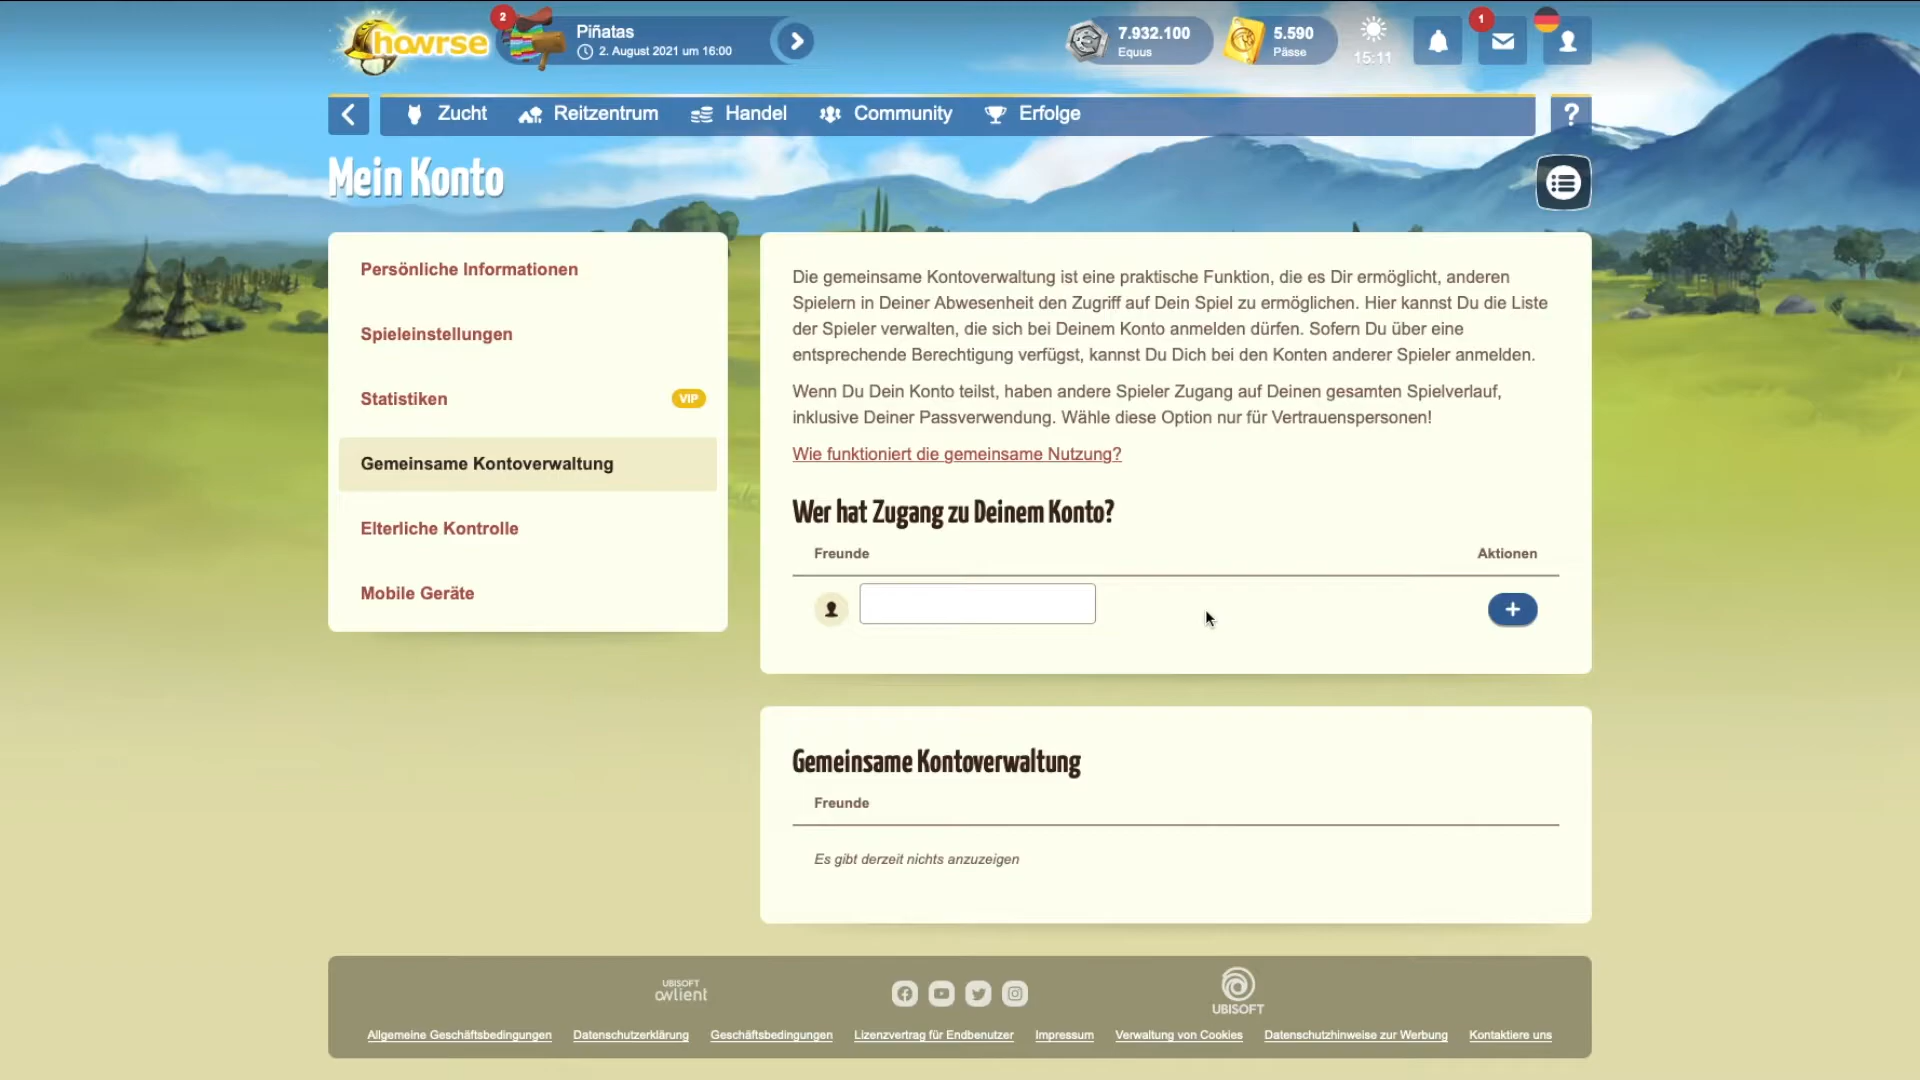 howrse
2
Piñatas
2. August 2021 um 16:00
7.932.100
Equus
5.590
Pässe
15:11
1
Zucht
Reitzentrum
Handel
Community
Erfolge
?
Mein Konto
Persönliche Informationen
Spieleinstellungen
Statistiken
VIP
Gemeinsame Kontoverwaltung
Elterliche Kontrolle
Mobile Geräte
Die gemeinsame Kontoverwaltung ist eine praktische Funktion, die es Dir ermöglicht, anderen
Spielern in Deiner Abwesenheit den Zugriff auf Dein Spiel zu ermöglichen. Hier kannst Du die Liste
der Spieler verwalten, die sich bei Deinem Konto anmelden dürfen. Sofern Du über eine
entsprechende Berechtigung verfügst, kannst Du Dich bei den Konten anderer Spieler anmelden.
Wenn Du Dein Konto teilst, haben andere Spieler Zugang auf Deinen gesamten Spielverlauf,
inklusive Deiner Passverwendung. Wähle diese Option nur für Vertrauenspersonen!
Wie funktioniert die gemeinsame Nutzung?
Wer hat Zugang zu Deinem Konto?
Freunde Aktionen
Gemeinsame Kontoverwaltung
Freunde
Es gibt derzeit nichts anzuzeigen
UBISOFT
owlient
UBISOFT
Allgemeine Geschäftsbedingungen Datenschutzerklärung Geschäftsbedingungen Lizenzvertrag für Endbenutzer Impressum Verwaltung von Cookies Datenschutzhinweise zur Werbung Kontaktiere uns